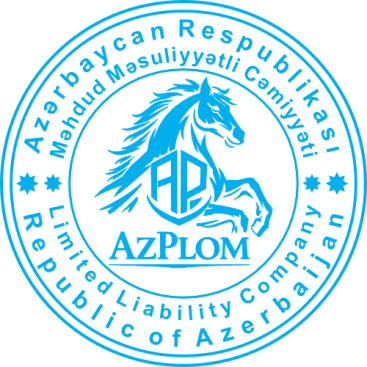 Azərbaycan Respublikası
Məhdud Məsuliyyətli Cəmiyyəti
AP
AZPLOM
Limited Liability Company
Republic of Azerbaijan